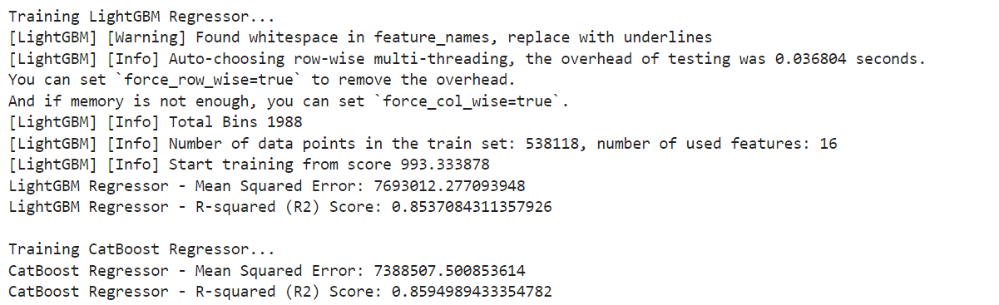 Training LightGBM Regressor...
[LightGBM] [Warning] Found whitespace in feature_names, replace with underlines
[LightGBM] [Info] Auto-choosing row-wise multi-threading, the overhead of testing was 0.036804 seconds.
You can set `force_row_wise=true` to remove the overhead.
And if memory is not enough, you can set `force_col_wise=true`.
[LightGBM] [Info] Total Bins 1988
[LightGBM] [Info] Number of data points in the train set: 538118, number of used features: 16
[LightGBM] [Info] Start training from score 993.333878
LightGBM Regressor - Mean Squared Error: 7693012.277093948
LightGBM Regressor - R-squared (R2) Score: 0.8537084311357926
Training CatBoost Regressor...
CatBoost Regressor - Mean Squared Error: 7388507.500853614
CatBoost Regressor - R-squared (R2) Score: 0.8594989433354782